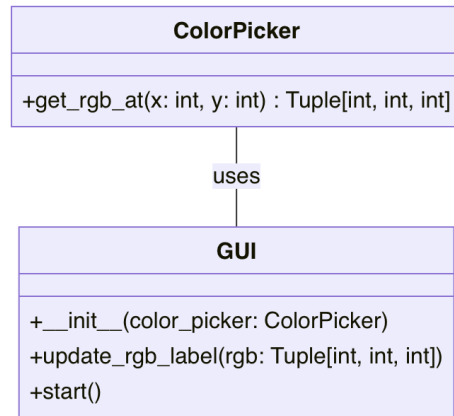 ColorPicker
+get_rgb_at(x: int, y: int) : Tuple[int, int, int]
uses
GUI
+__init__(color_picker: ColorPicker)
+update_rgb_label(rgb: Tuple[int, int, int])
+start()